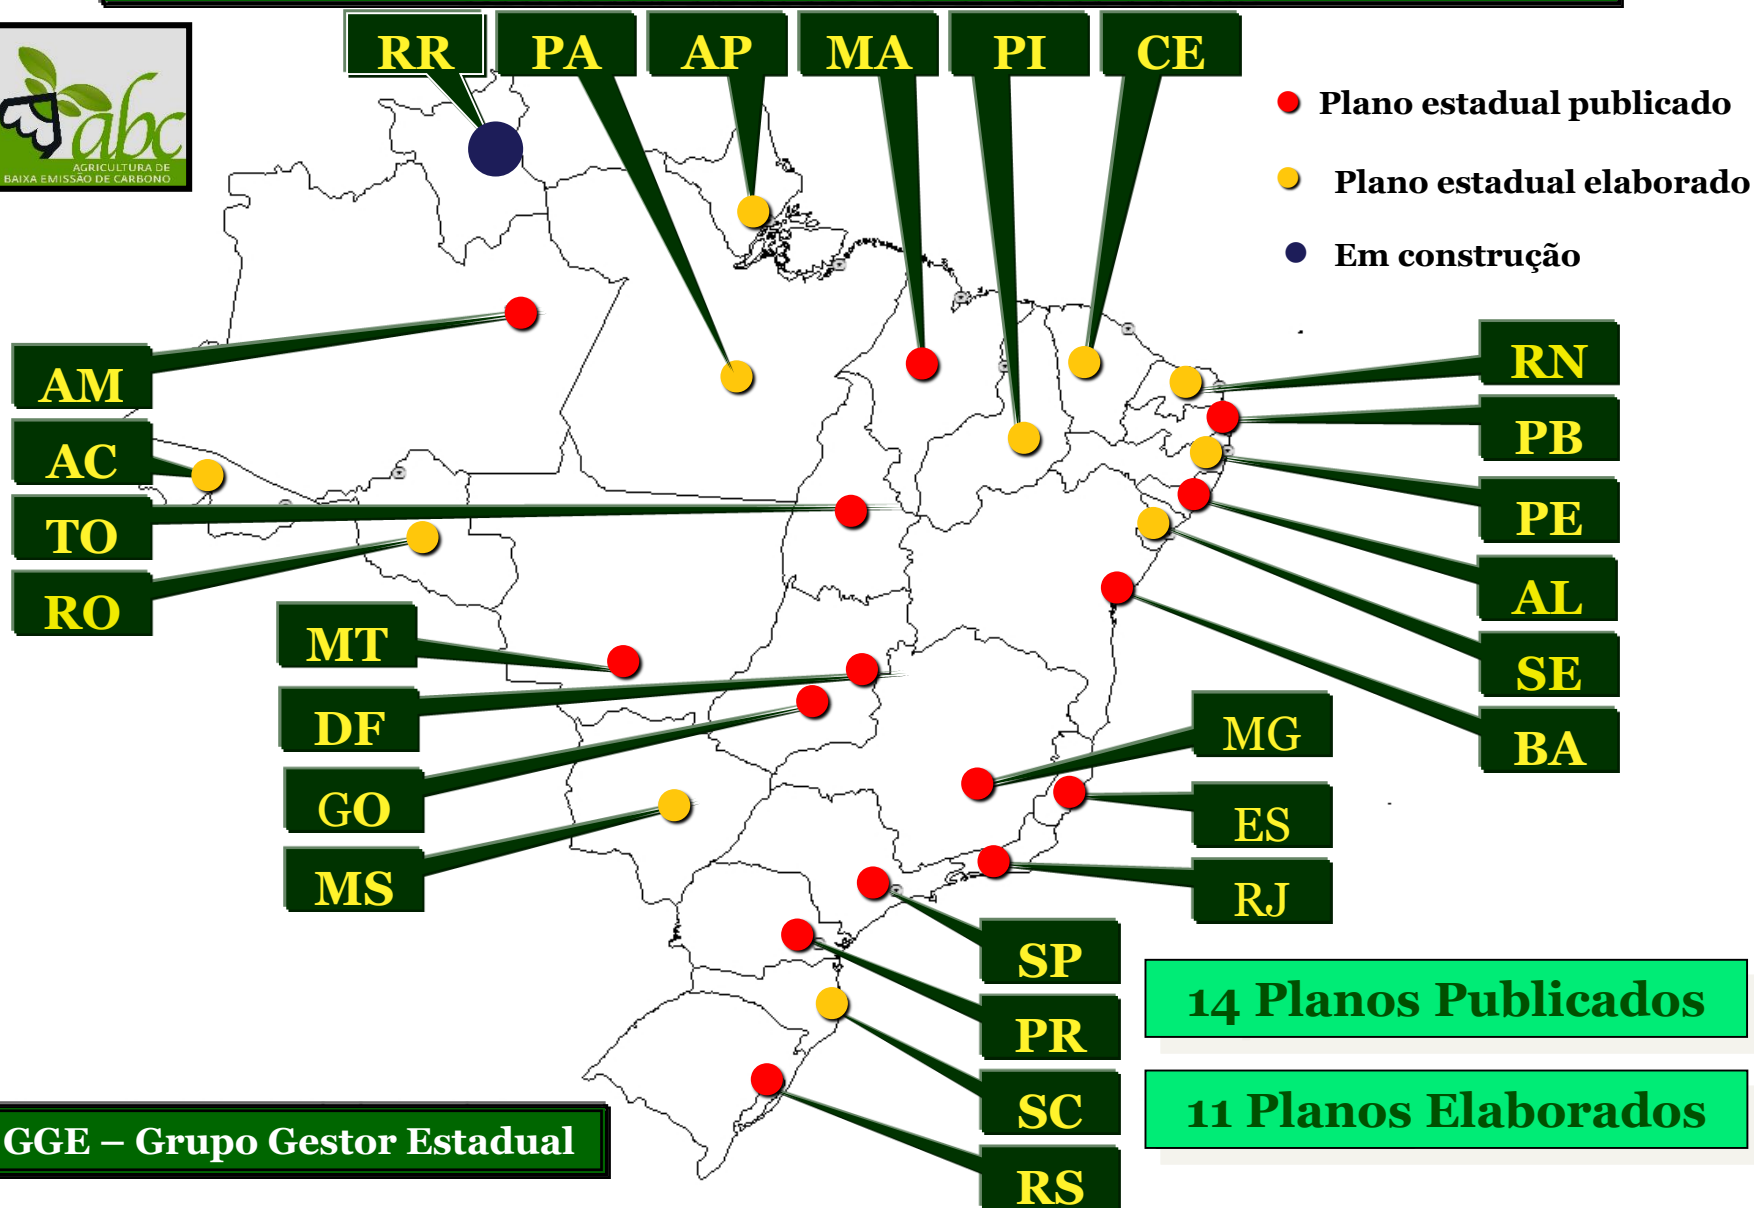 RR
PA
AP
MA
PI
CE
abc
AGRICULTURA DE
BAIXA EMISSÃO DE CARBONO
Plano estadual publicado
Plano estadual elaborado
Em construção
AM
AC
TO
RO
MT
DF
GO
MS
RN
PB
PE
AL
SE
BA
MG
ES
RJ
SP
PR
SC
RS
14 Planos Publicados
11 Planos Elaborados
GGE – Grupo Gestor Estadual